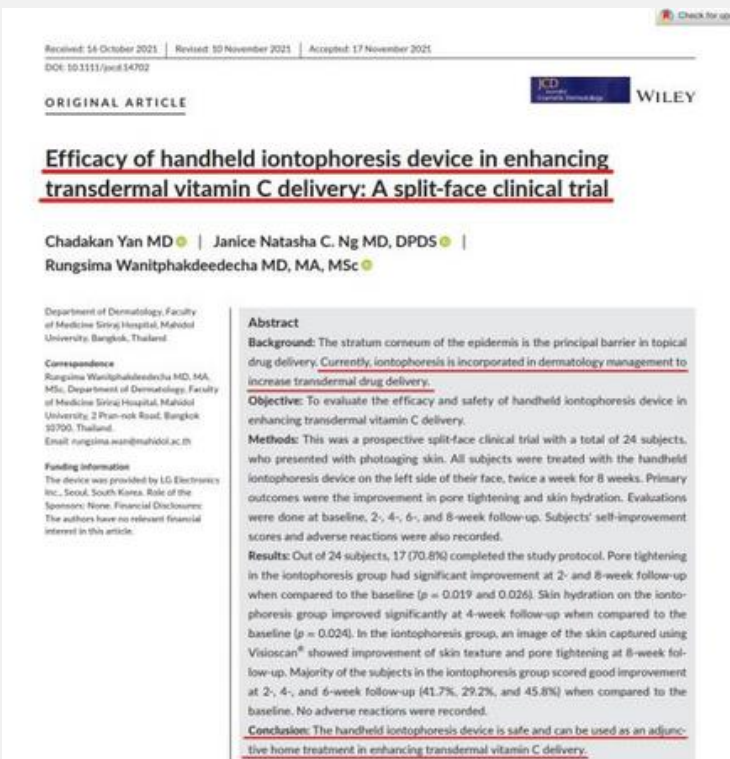 Check for up
Received: 16 October 2021 | Revised: 10 November 2021 | Accepted: 17 November 2021
DOI: 10.1111/jocd.14702
ORIGINAL ARTICLE
JCD
WILEY
Efficacy of handheld iontophoresis device in enhancing
transdermal vitamin C delivery: A split-face clinical trial
Chadakan Yan MD | Janice Natasha C. Ng MD, DPDS |
Rungsima Wanitphakdeedecha MD, MA, MSc
Department of Dermatology, Faculty
of Medicine Siriraj Hospital, Mahidol
University, Bangkok, Thailand
Correspondence
Rungsima Wanitphakdeedecha MD, MA,
MSc, Department of Dermatology, Faculty
of Medicine Siriraj Hospital, Mahidol
University, 2 Pran-nok Road, Bangkok
10700, Thailand.
Email: rungsima.wan@mahidol.ac.th
Funding information
The device was provided by LG Electronics
Inc., Seoul, South Korea. Role of the
Sponsors: None. Financial Disclosures:
The authors have no relevant financial
interest in this article.
Abstract
Background: The stratum corneum of the epidermis is the principal barrier in topical
drug delivery. Currently, iontophoresis is incorporated in dermatology management to
increase transdermal drug delivery.
Objective: To evaluate the efficacy and safety of handheld iontophoresis device in
enhancing transdermal vitamin C delivery.
Methods: This was a prospective split-face clinical trial with a total of 24 subjects,
who presented with photoaging skin. All subjects were treated with the handheld
iontophoresis device on the left side of their face, twice a week for 8 weeks. Primary
outcomes were the improvement in pore tightening and skin hydration. Evaluations
were done at baseline, 2-, 4-, 6-, and 8-week follow-up. Subjects' self-improvement
scores and adverse reactions were also recorded.
Results: Out of 24 subjects, 17 (70.8%) completed the study protocol. Pore tightening
in the iontophoresis group had significant improvement at 2- and 8-week follow-up
when compared to the baseline (p = 0.019 and 0.026). Skin hydration on the ionto-
phoresis group improved significantly at 4-week follow-up when compared to the
baseline (p = 0.024). In the iontophoresis group, an image of the skin captured using
Visioscan® showed improvement of skin texture and pore tightening at 8-week fol-
low-up. Majority of the subjects in the iontophoresis group scored good improvement
at 2-, 4-, and 6-week follow-up (41.7%, 29.2%, and 45.8%) when compared to the
baseline. No adverse reactions were recorded.
Conclusion: The handheld iontophoresis device is safe and can be used as an adjunc-
tive home treatment in enhancing transdermal vitamin C delivery.